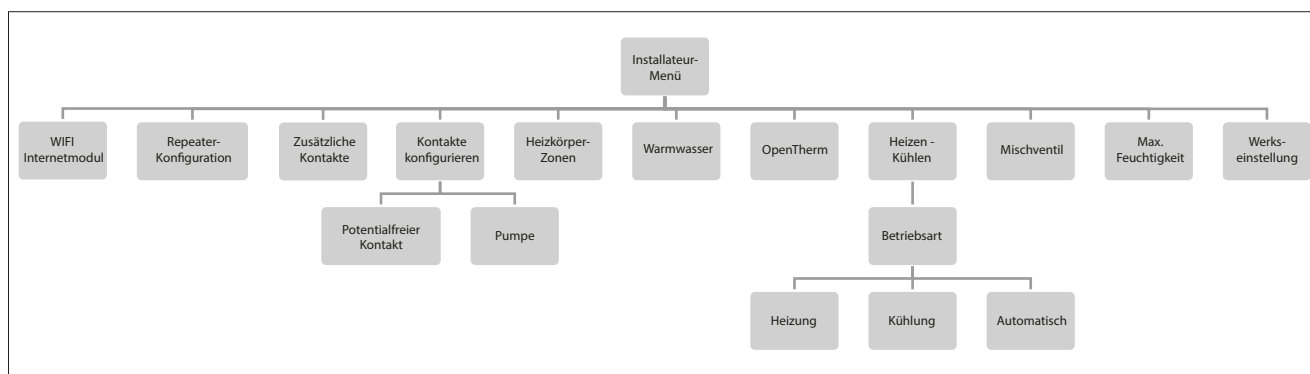 Installateur-
Menü
WIFI
Internetmodul
Repeater-
Konfiguration
Zusätzliche
Kontakte
Kontakte
konfigurieren
Heizkörper-
Zonen
Warmwasser
OpenTherm
Heizen -
Kühlen
Mischventil
Max.
Feuchtigkeit
Werks-
einstellung
Potentialfreier
Kontakt
Pumpe
Betriebsart
Heizung
Kühlung
Automatisch